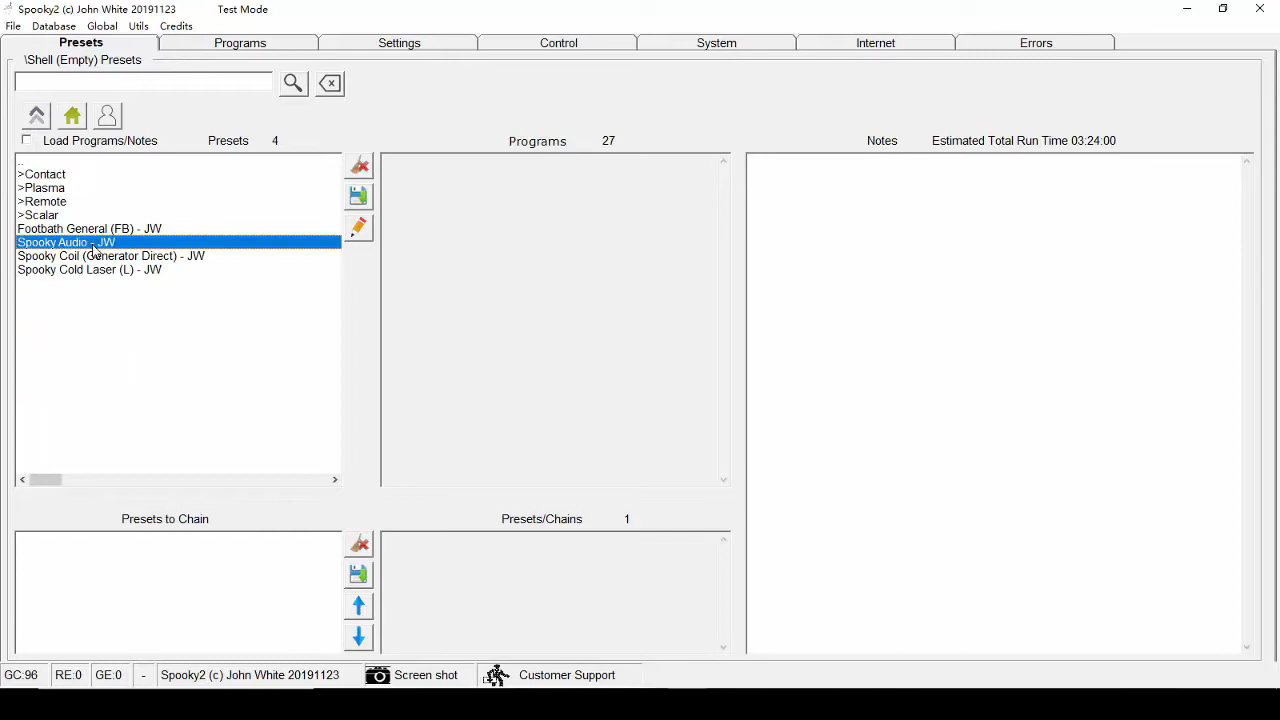 Spooky2 (c) John White 20191123 Test Mode
File Database Global Utils Credits
Presets Programs Settings Control System Internet Errors
\Shell (Empty) Presets
Load Programs/Notes Presets 4 Programs 27 Notes Estimated Total Run Time 03:24:00
..
>Contact
>Plasma
>Remote
>Scalar
Footbath General (FB) - JW
Spooky Audio - JW
Spooky Coil (Generator Direct) - JW
Spooky Cold Laser (L) - JW
Presets to Chain Presets/Chains 1
GC:96 RE:0 GE:0 - Spooky2 (c) John White 20191123 Screen shot Customer Support